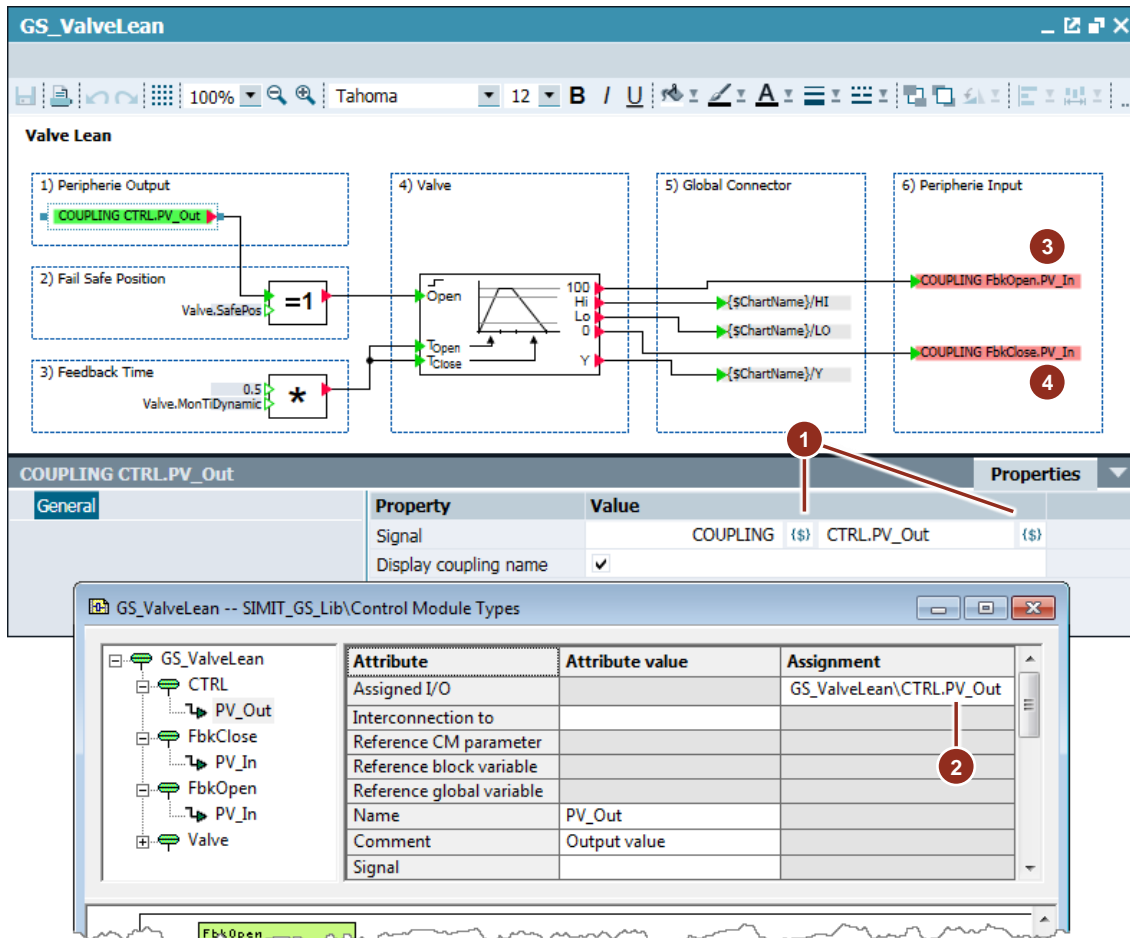 GS_ValveLean
100% Tahoma 12 B I U A
Valve Lean
1) Peripherie Output
COUPLING CTRL.PV_Out
2) Fail Safe Position
Valve.SafePos
=1
3) Feedback Time
0.5
Valve.MonTiDynamic
*
4) Valve
Open
TOpen
TClose
100
Hi
Lo
0
Y
5) Global Connector
{$ChartName}/HI
{$ChartName}/LO
{$ChartName}/Y
6) Peripherie Input
3
COUPLING FbkOpen.PV_In
COUPLING FbkClose.PV_In
4
1
COUPLING CTRL.PV_Out
Properties
General
Property Value
Signal COUPLING {$} CTRL.PV_Out {$}
Display coupling name
GS_ValveLean -- SIMIT_GS_Lib\Control Module Types
GS_ValveLean
CTRL
PV_Out
FbkClose
PV_In
FbkOpen
PV_In
Valve
Attribute Attribute value Assignment
Assigned I/O GS_ValveLean\CTRL.PV_Out
Interconnection to
Reference CM parameter
Reference block variable
Reference global variable
2
Name PV_Out
Comment Output value
Signal
FbkOpen